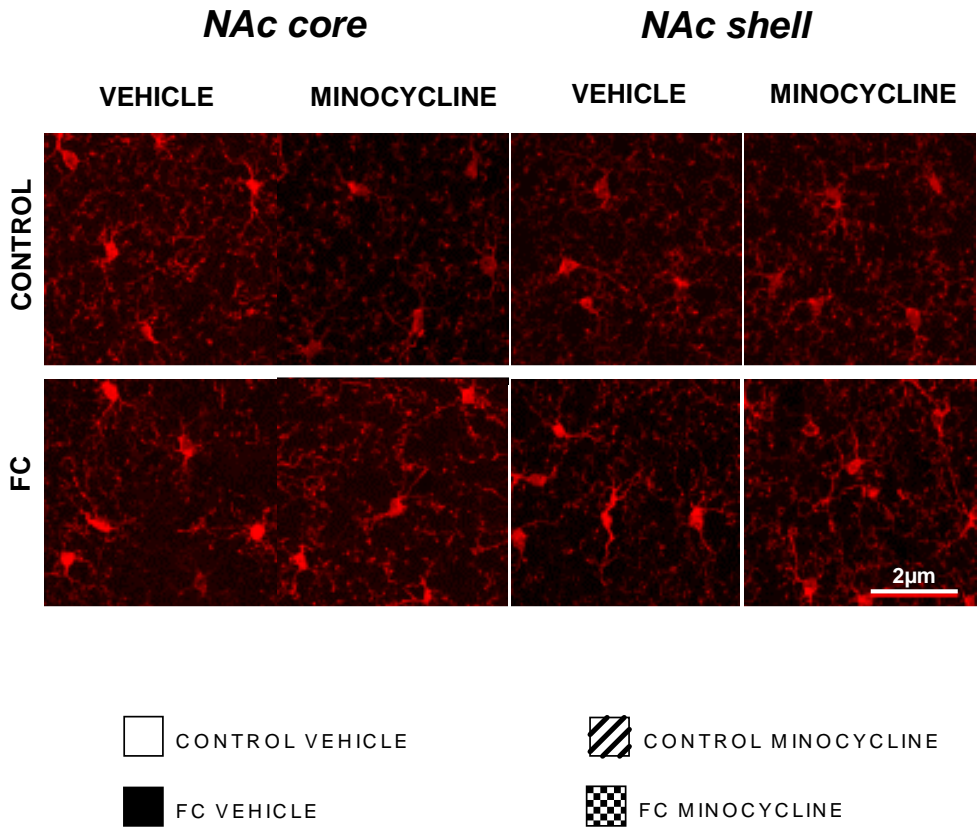 NAc core NAc shell
VEHICLE MINOCYCLINE VEHICLE MINOCYCLINE
CONTROL
FC
2µm
CONTROL VEHICLE CONTROL MINOCYCLINE
FC VEHICLE FC MINOCYCLINE